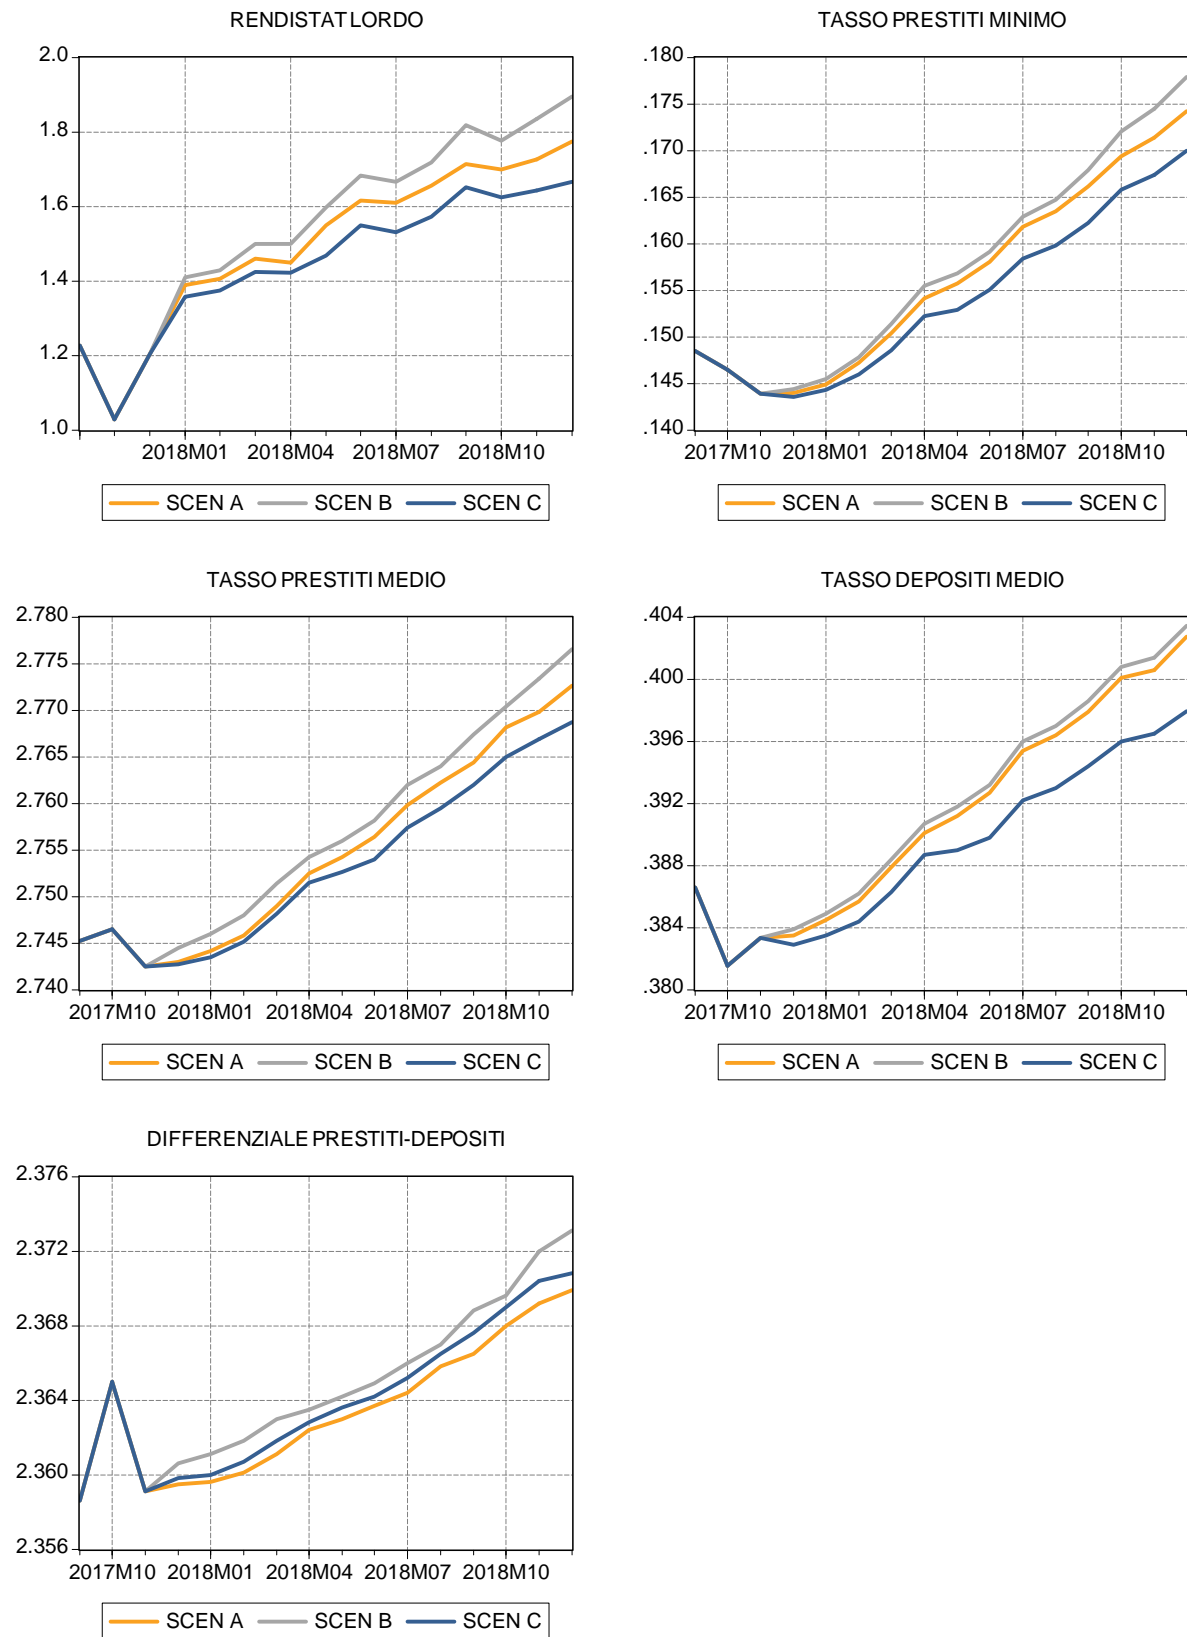 RENDISTAT LORDO
2.0
1.8
1.6
1.4
1.2
1.0
2018M01 2018M04 2018M07 2018M10
SCEN A SCEN B SCEN C
TASSO PRESTITI MINIMO
.180
.175
.170
.165
.160
.155
.150
.145
.140
2017M10 2018M01 2018M04 2018M07 2018M10
SCEN A SCEN B SCEN C
TASSO PRESTITI MEDIO
2.780
2.775
2.770
2.765
2.760
2.755
2.750
2.745
2.740
2017M10 2018M01 2018M04 2018M07 2018M10
SCEN A SCEN B SCEN C
TASSO DEPOSITI MEDIO
.404
.400
.396
.392
.388
.384
.380
2017M10 2018M01 2018M04 2018M07 2018M10
SCEN A SCEN B SCEN C
DIFFERENZIALE PRESTITI-DEPOSITI
2.376
2.372
2.368
2.364
2.360
2.356
2017M10 2018M01 2018M04 2018M07 2018M10
SCEN A SCEN B SCEN C